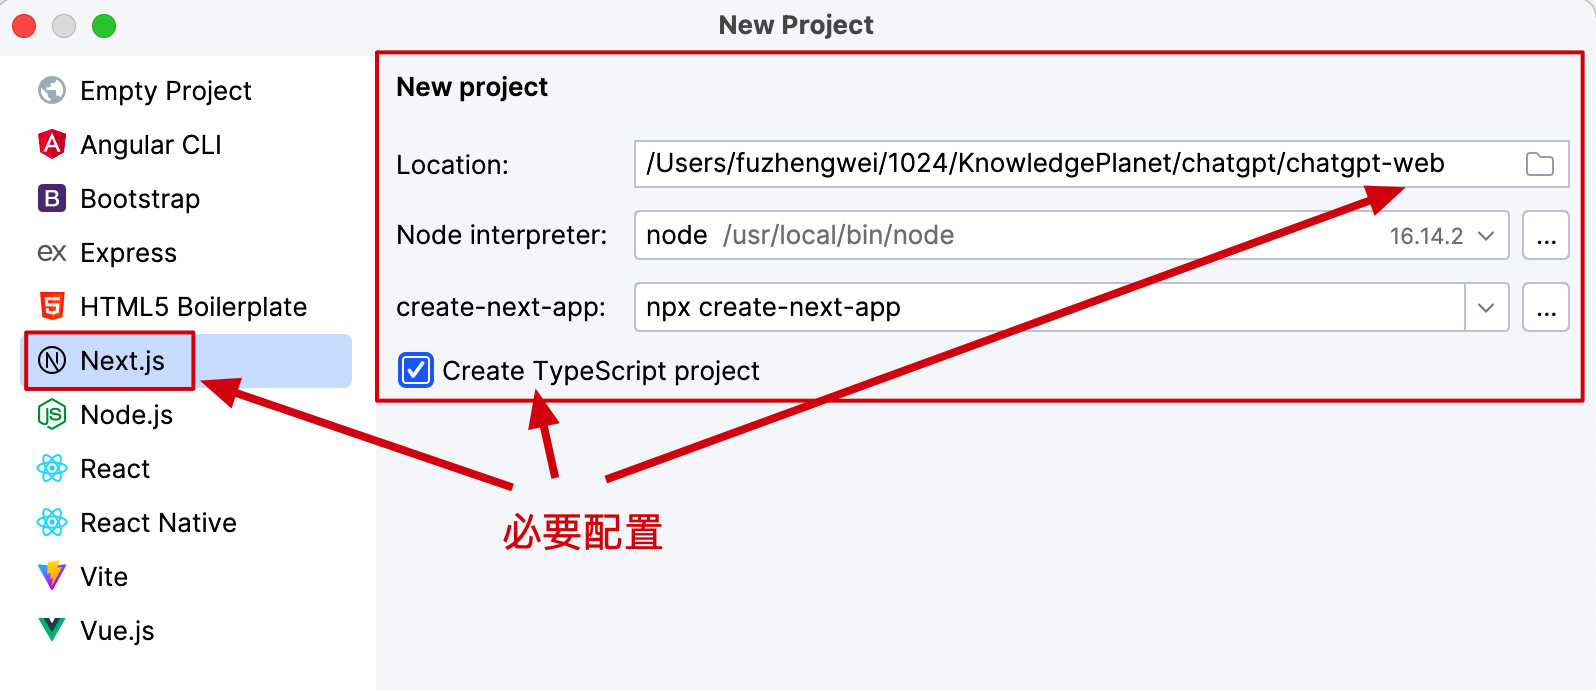 New Project
Empty Project
Angular CLI
Bootstrap
ex Express
HTML5 Boilerplate
Next.js
Node.js
React
React Native
Vite
Vue.js
New project
Location: /Users/fuzhengwei/1024/KnowledgePlanet/chatgpt/chatgpt-web
Node interpreter: node /usr/local/bin/node 16.14.2 ...
create-next-app: npx create-next-app ...
Create TypeScript project
必要配置